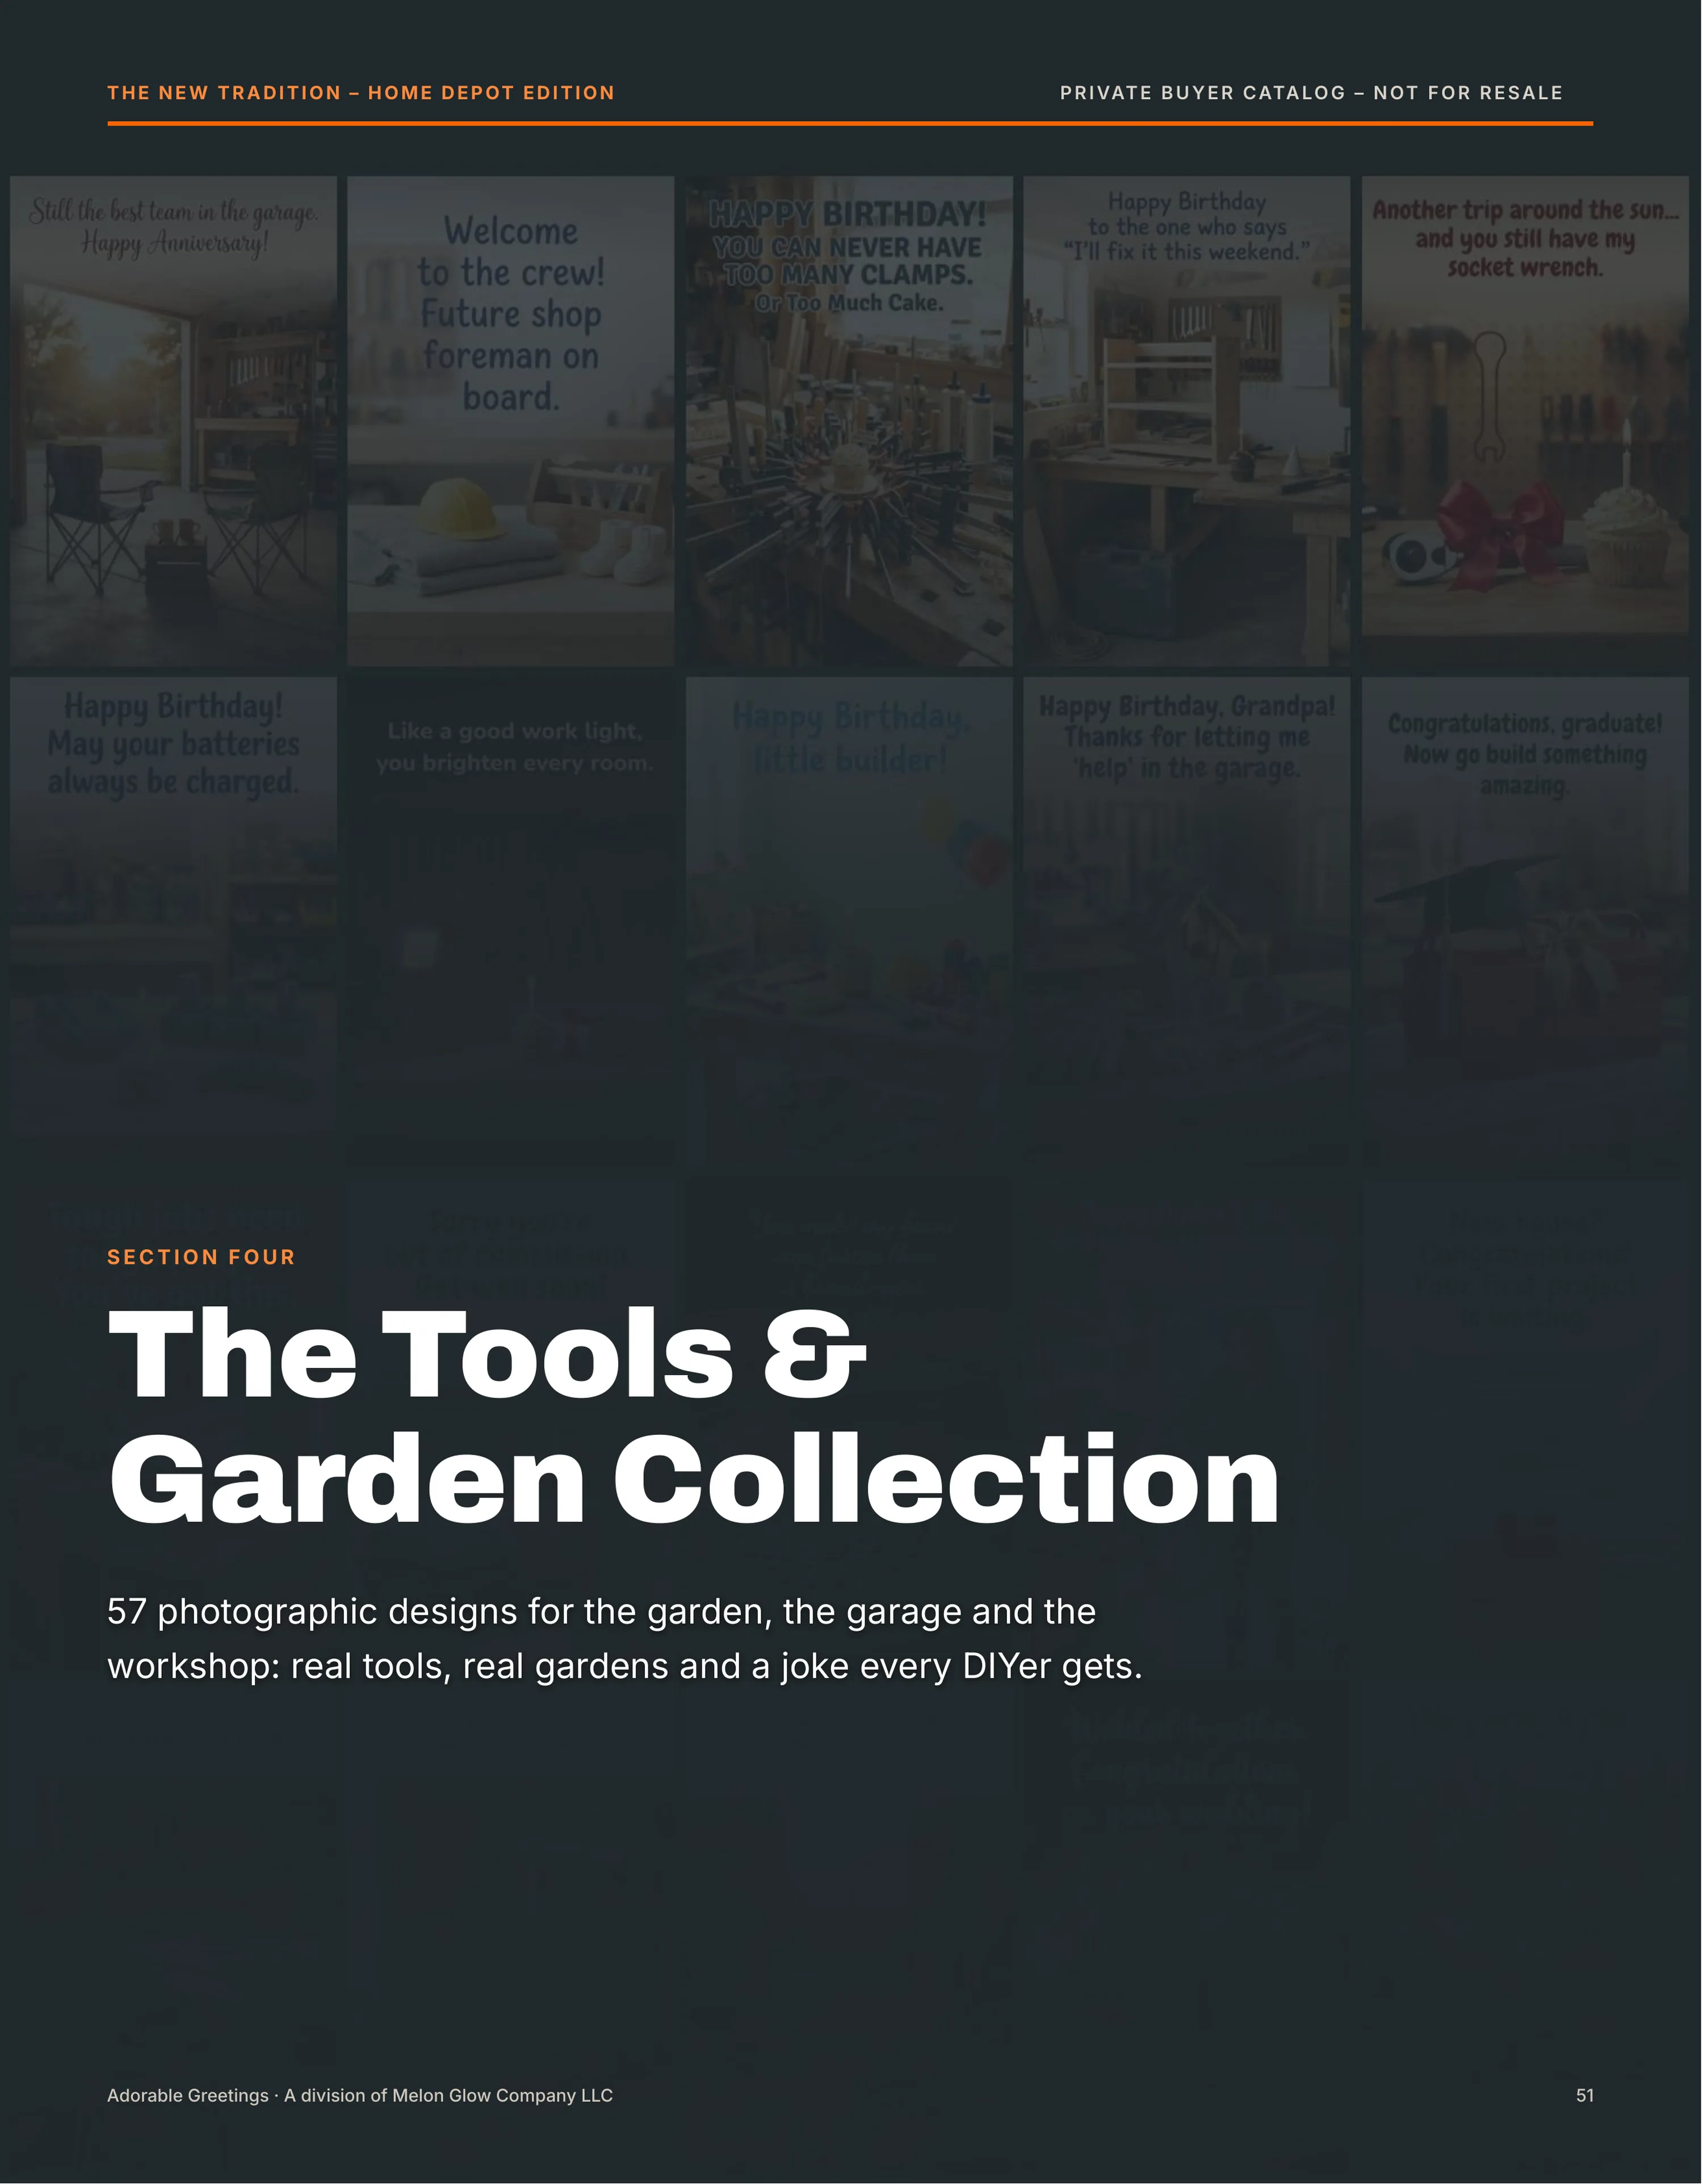 THE NEW TRADITION – HOME DEPOT EDITION
PRIVATE BUYER CATALOG – NOT FOR RESALE
Still the best team in the garage.
Happy Anniversary!
Welcome
to the crew!
Future shop
foreman on
board.
HAPPY BIRTHDAY!
YOU CAN NEVER HAVE
TOO MANY CLAMPS.
Or Too Much Cake.
Happy Birthday
to the one who says
“I’ll fix it this weekend.”
Another trip around the sun...
and you still have my
socket wrench.
Happy Birthday!
May your batteries
always be charged.
Like a good work light,
you brighten every room.
Happy Birthday,
little builder!
Happy Birthday, Grandpa!
Thanks for letting me
'help' in the garage.
Congratulations, graduate!
Now go build something
amazing.
SECTION FOUR
The Tools &
Garden Collection
57 photographic designs for the garden, the garage and the
workshop: real tools, real gardens and a joke every DIYer gets.
Adorable Greetings · A division of Melon Glow Company LLC
51